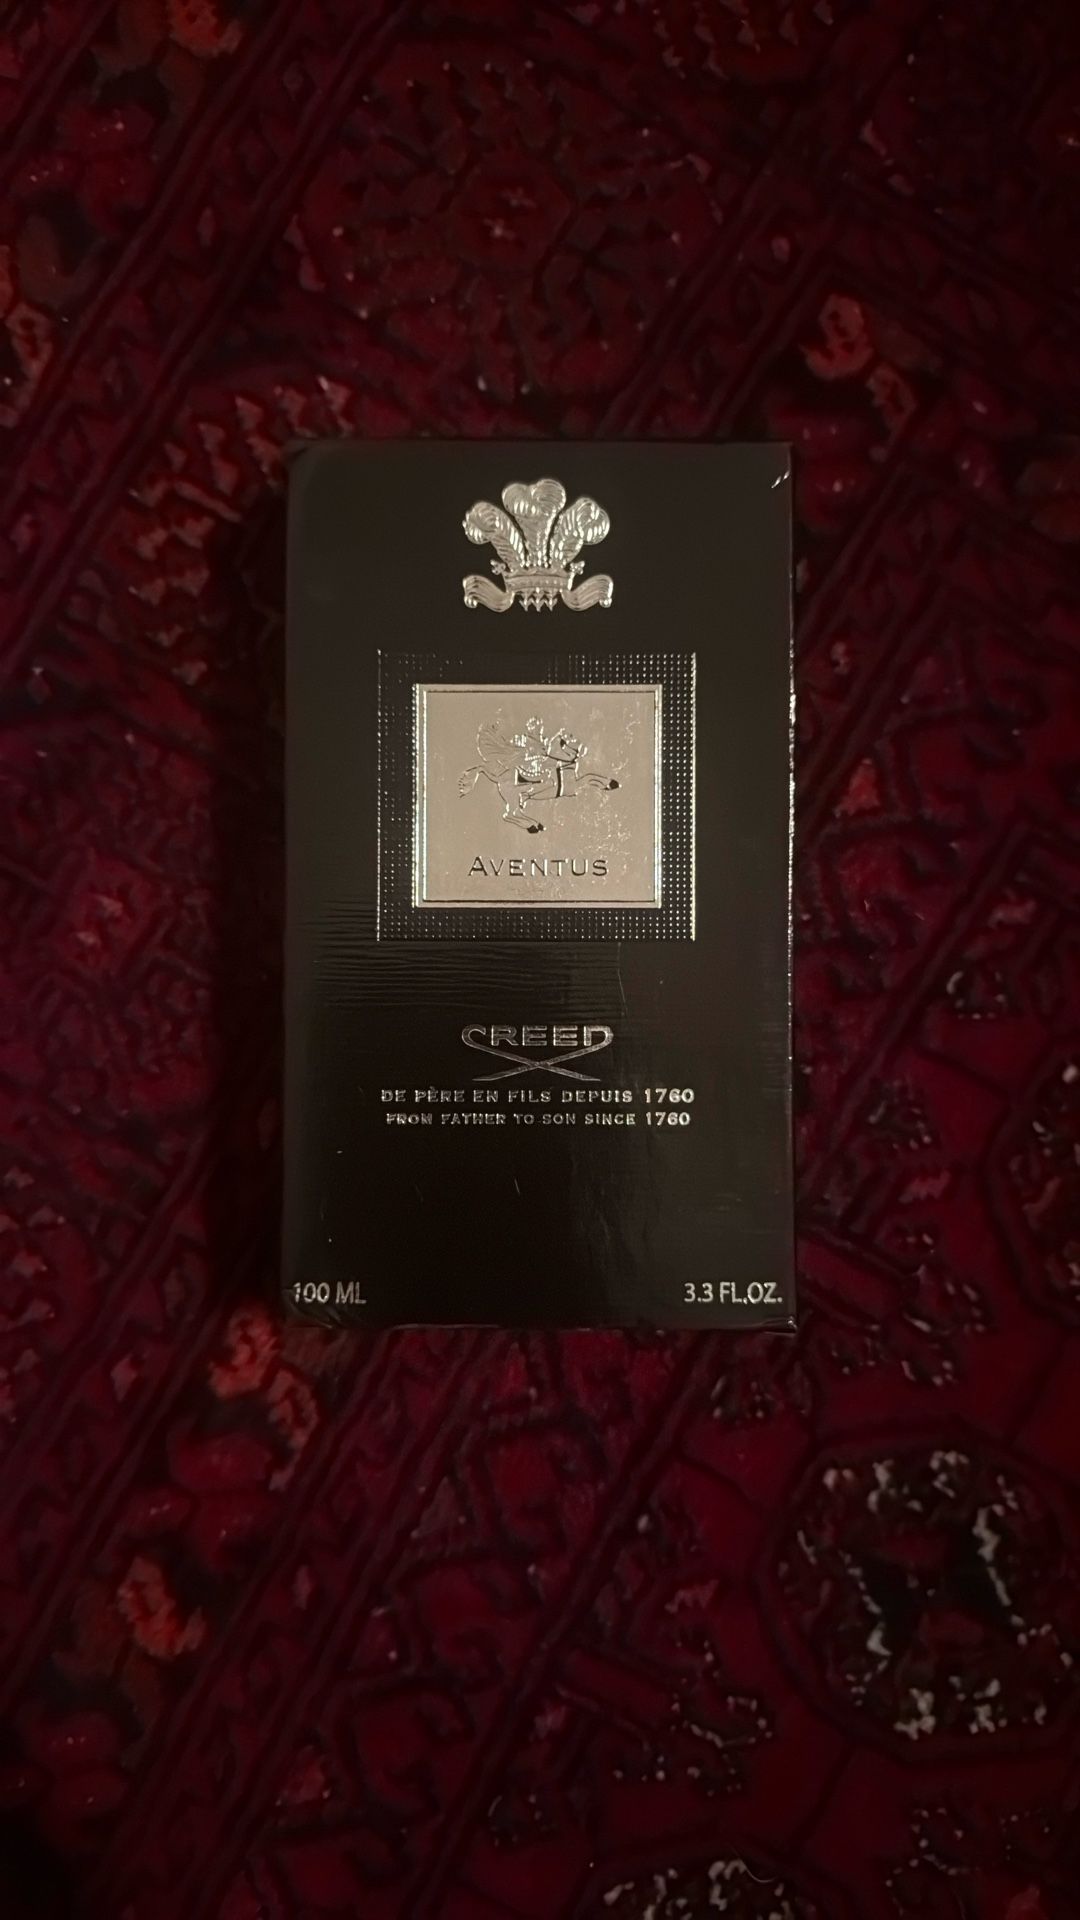 AVENTUS
CREED
DE PÈRE EN FILS DEPUIS 1760
FROM FATHER TO SON SINCE 1760
100 ML
3.3 FL.OZ.